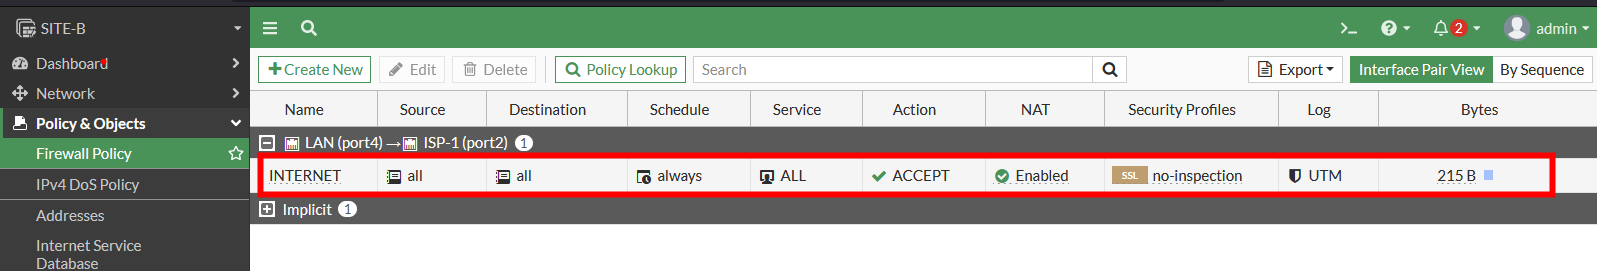 SITE-B
2
admin
Dashboard
Create New
Edit
Delete
Policy Lookup
Search
Export
Interface Pair View
By Sequence
Network
Name
Source
Destination
Schedule
Service
Action
NAT
Security Profiles
Log
Bytes
Policy & Objects
LAN (port4) → ISP-1 (port2) 1
Firewall Policy
INTERNET
all
all
always
ALL
ACCEPT
Enabled
SSL no-inspection
UTM
215 B
IPv4 DoS Policy
Implicit 1
Addresses
Internet Service
Database